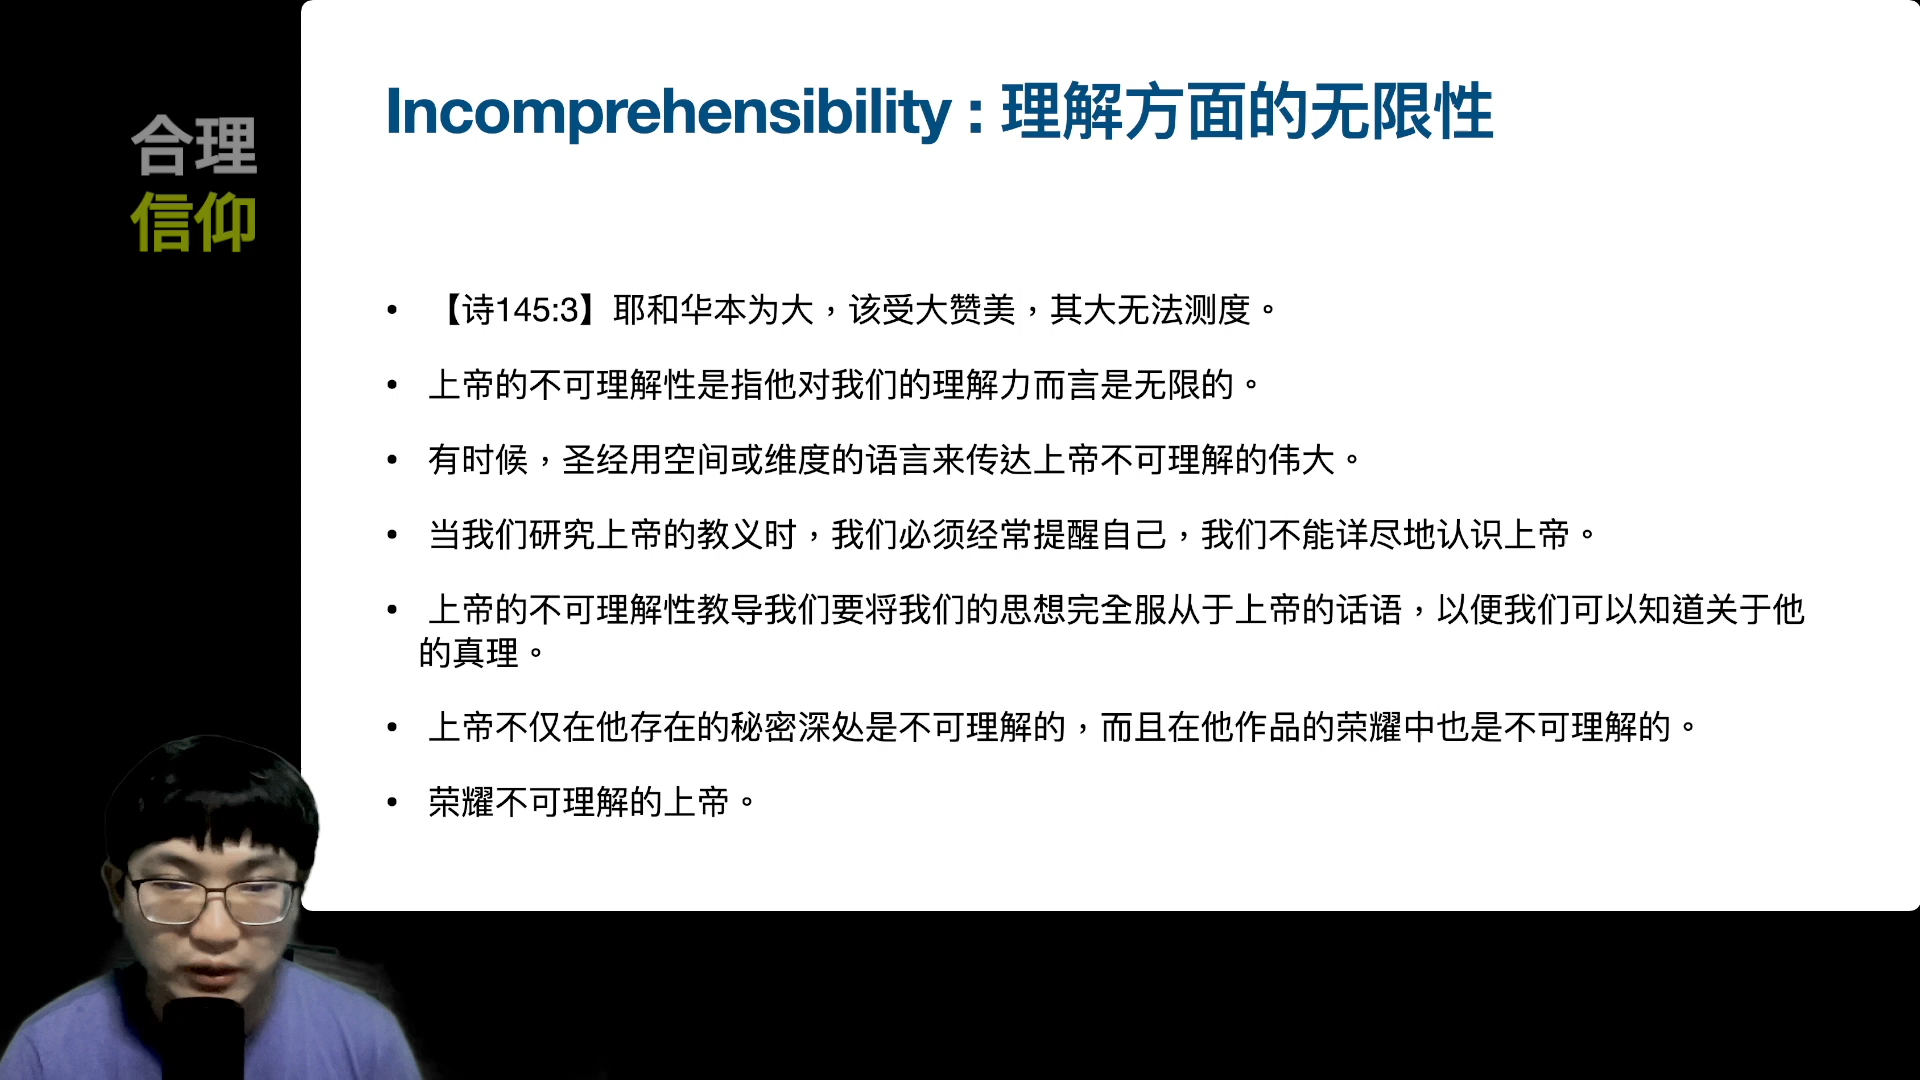 合理
信仰
Incomprehensibility : 理解方面的无限性
• 【诗145:3】耶和华本为大，该受大赞美，其大无法测度。
• 上帝的不可理解性是指他对我们的理解力而言是无限的。
• 有时候，圣经用空间或维度的语言来传达上帝不可理解的伟大。
• 当我们研究上帝的教义时，我们必须经常提醒自己，我们不能详尽地认识上帝。
• 上帝的不可理解性教导我们要将我们的思想完全服从于上帝的话语，以便我们可以知道关于他
的真理。
• 上帝不仅在他存在的秘密深处是不可理解的，而且在他作品的荣耀中也是不可理解的。
• 荣耀不可理解的上帝。